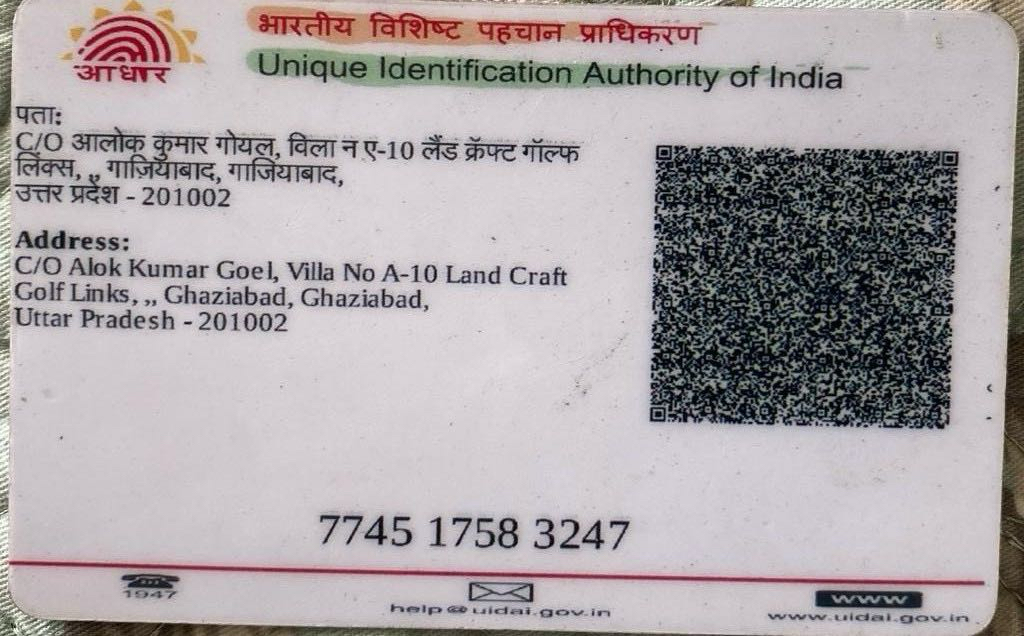 आधार
भारतीय विशिष्ट पहचान प्राधिकरण
Unique Identification Authority of India
पता:
C/O आलोक कुमार गोयल, विला न ए-10 लैंड क्रॅफ्ट गॉल्फ
लिंक्स, ,, गाज़ियाबाद, गाजियाबाद,
उत्तर प्रदेश - 201002
Address:
C/O Alok Kumar Goel, Villa No A-10 Land Craft
Golf Links, ,, Ghaziabad, Ghaziabad,
Uttar Pradesh - 201002
7745 1758 3247
1947
help@uidai.gov.in
www
www.uidai.gov.in